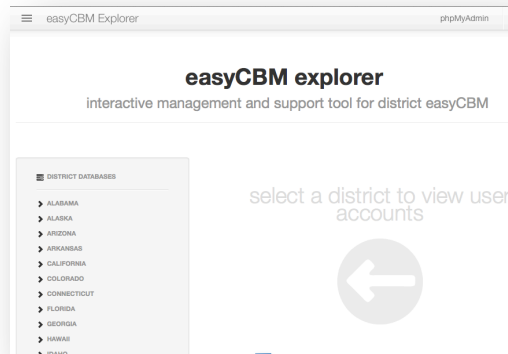 easyCBM Explorer
phpMyAdmin
easyCBM explorer
interactive management and support tool for district easyCBM
DISTRICT DATABASES
ALABAMA
ALASKA
ARIZONA
ARKANSAS
CALIFORNIA
COLORADO
CONNECTICUT
FLORIDA
GEORGIA
HAWAII
IDAHO
select a district to view user
accounts